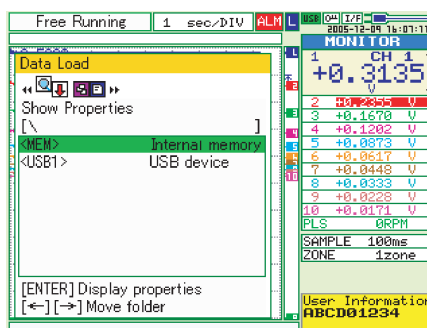 Free Running 1 sec/DIV ALM L USB I/F
2005-12-09 16:01:11
MONITOR
1 CH 1
+0.3135
V
Data Load
Show Properties
[\ ]
<MEM> Internal memory
<USB1> USB device
[ENTER] Display properties
[←][→] Move folder
2 +0.2355 V
3 +0.1670 V
4 +0.1202 V
5 +0.0873 V
6 +0.0617 V
7 +0.0448 V
8 +0.0333 V
9 +0.0228 V
10 +0.0171 V
PLS 0RPM
SAMPLE 100ms
ZONE 1zone
User Information
ABCD01234